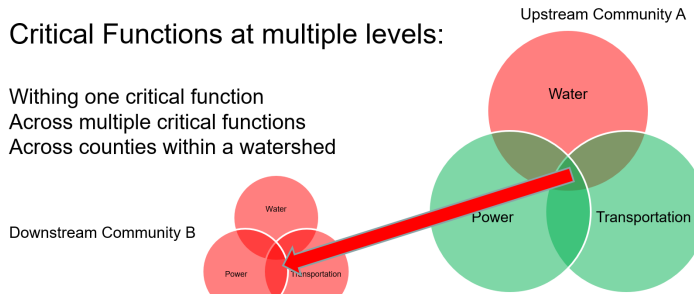 Upstream Community A
Critical Functions at multiple levels:
Withing one critical function
Across multiple critical functions
Across counties within a watershed
Water
Power
Transportation
Downstream Community B
Water
Power
Transportation